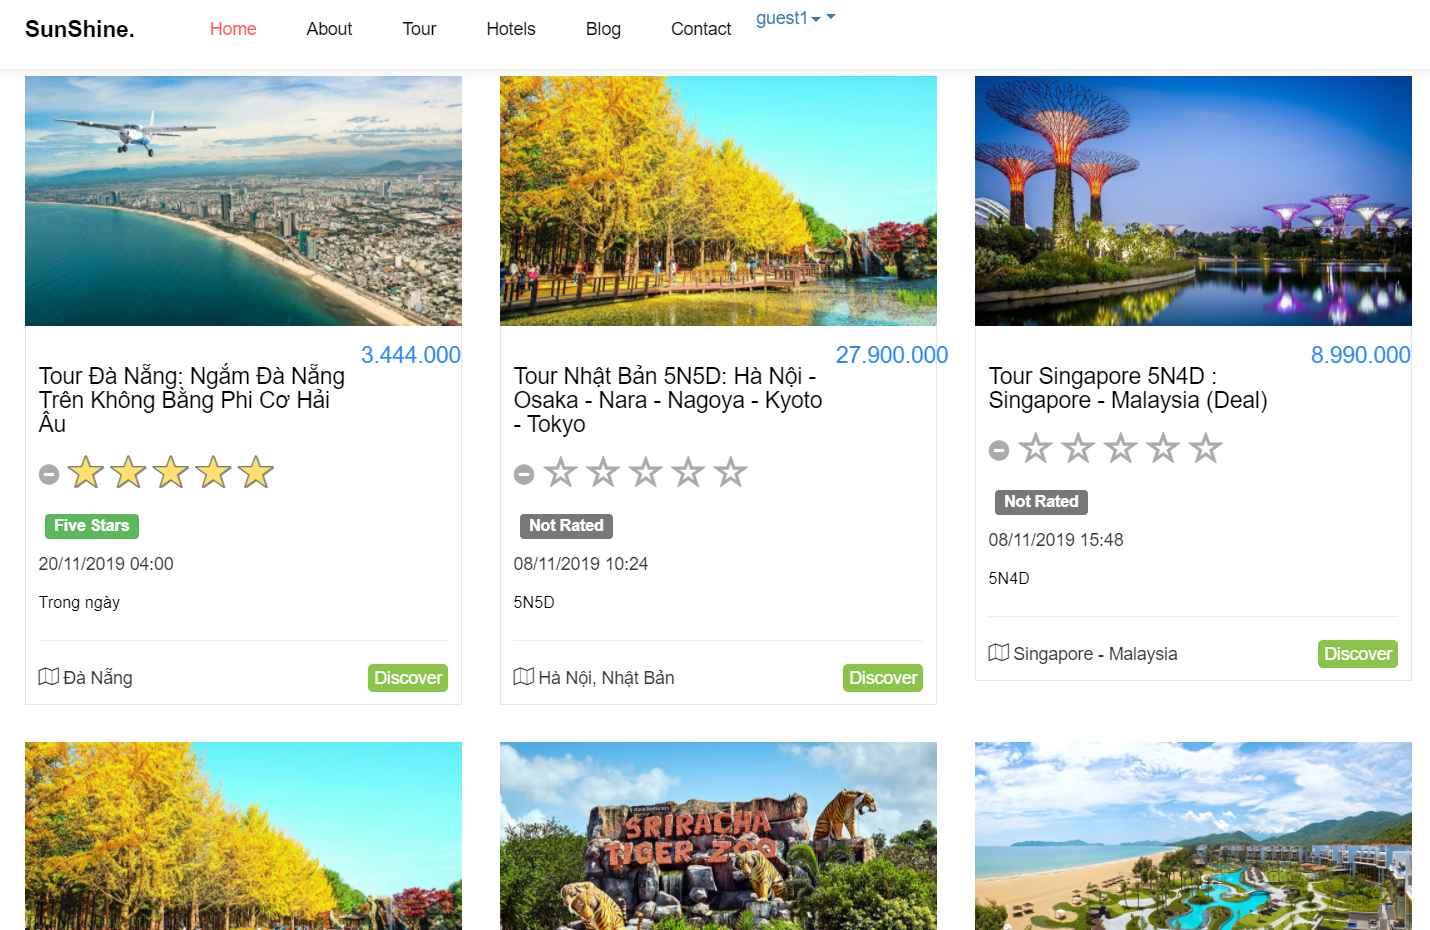 SunShine.
Home
About
Tour
Hotels
Blog
Contact
guest1
3.444.000
Tour Đà Nẵng: Ngắm Đà Nẵng
Trên Không Bằng Phi Cơ Hải
Âu
Five Stars
20/11/2019 04:00
Trong ngày
Đà Nẵng
Discover
27.900.000
Tour Nhật Bản 5N5D: Hà Nội -
Osaka - Nara - Nagoya - Kyoto
- Tokyo
Not Rated
08/11/2019 10:24
5N5D
Hà Nội, Nhật Bản
Discover
8.990.000
Tour Singapore 5N4D :
Singapore - Malaysia (Deal)
Not Rated
08/11/2019 15:48
5N4D
Singapore - Malaysia
Discover
SRIRACHA
TIGER ZOO